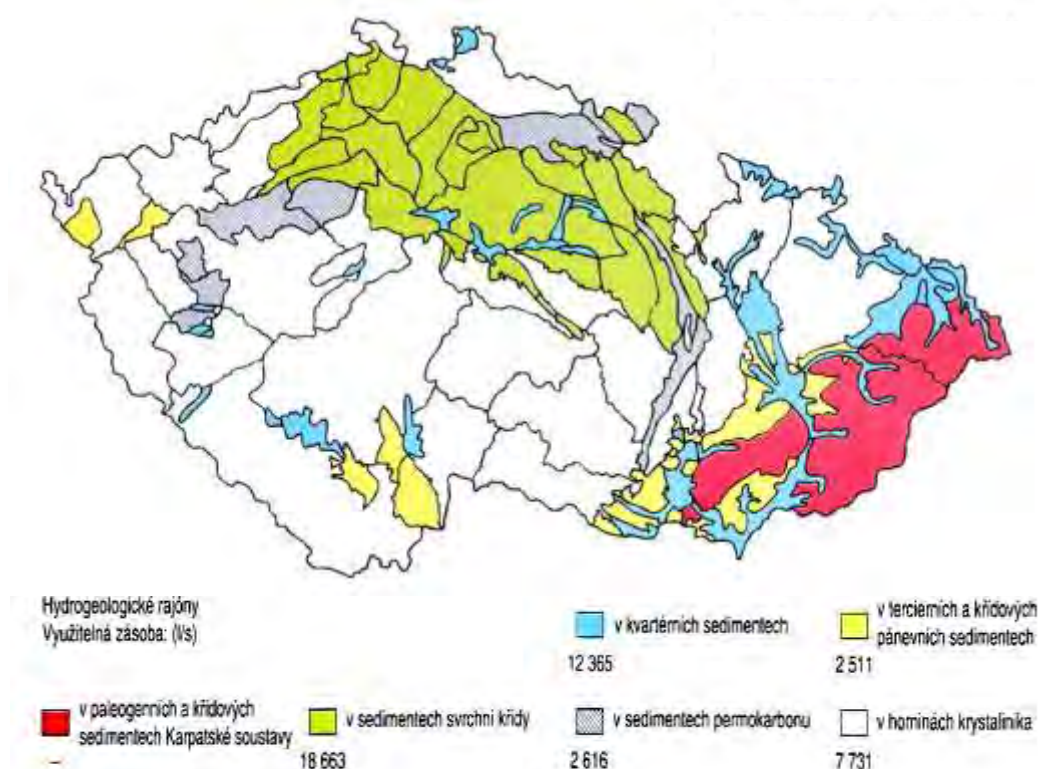 Hydrogeologické rajóny
Využitelná zásoba: (l/s)
v kvartérních sedimentech
12 365
v tercierních a křídových
pánevních sedimentech
2 511
v paleogenních a křídových
sedimentech Karpatské soustavy
–
v sedimentech svrchní křídy
18 663
v sedimentech permokarbonu
2 616
v horninách krystalinika
7 731